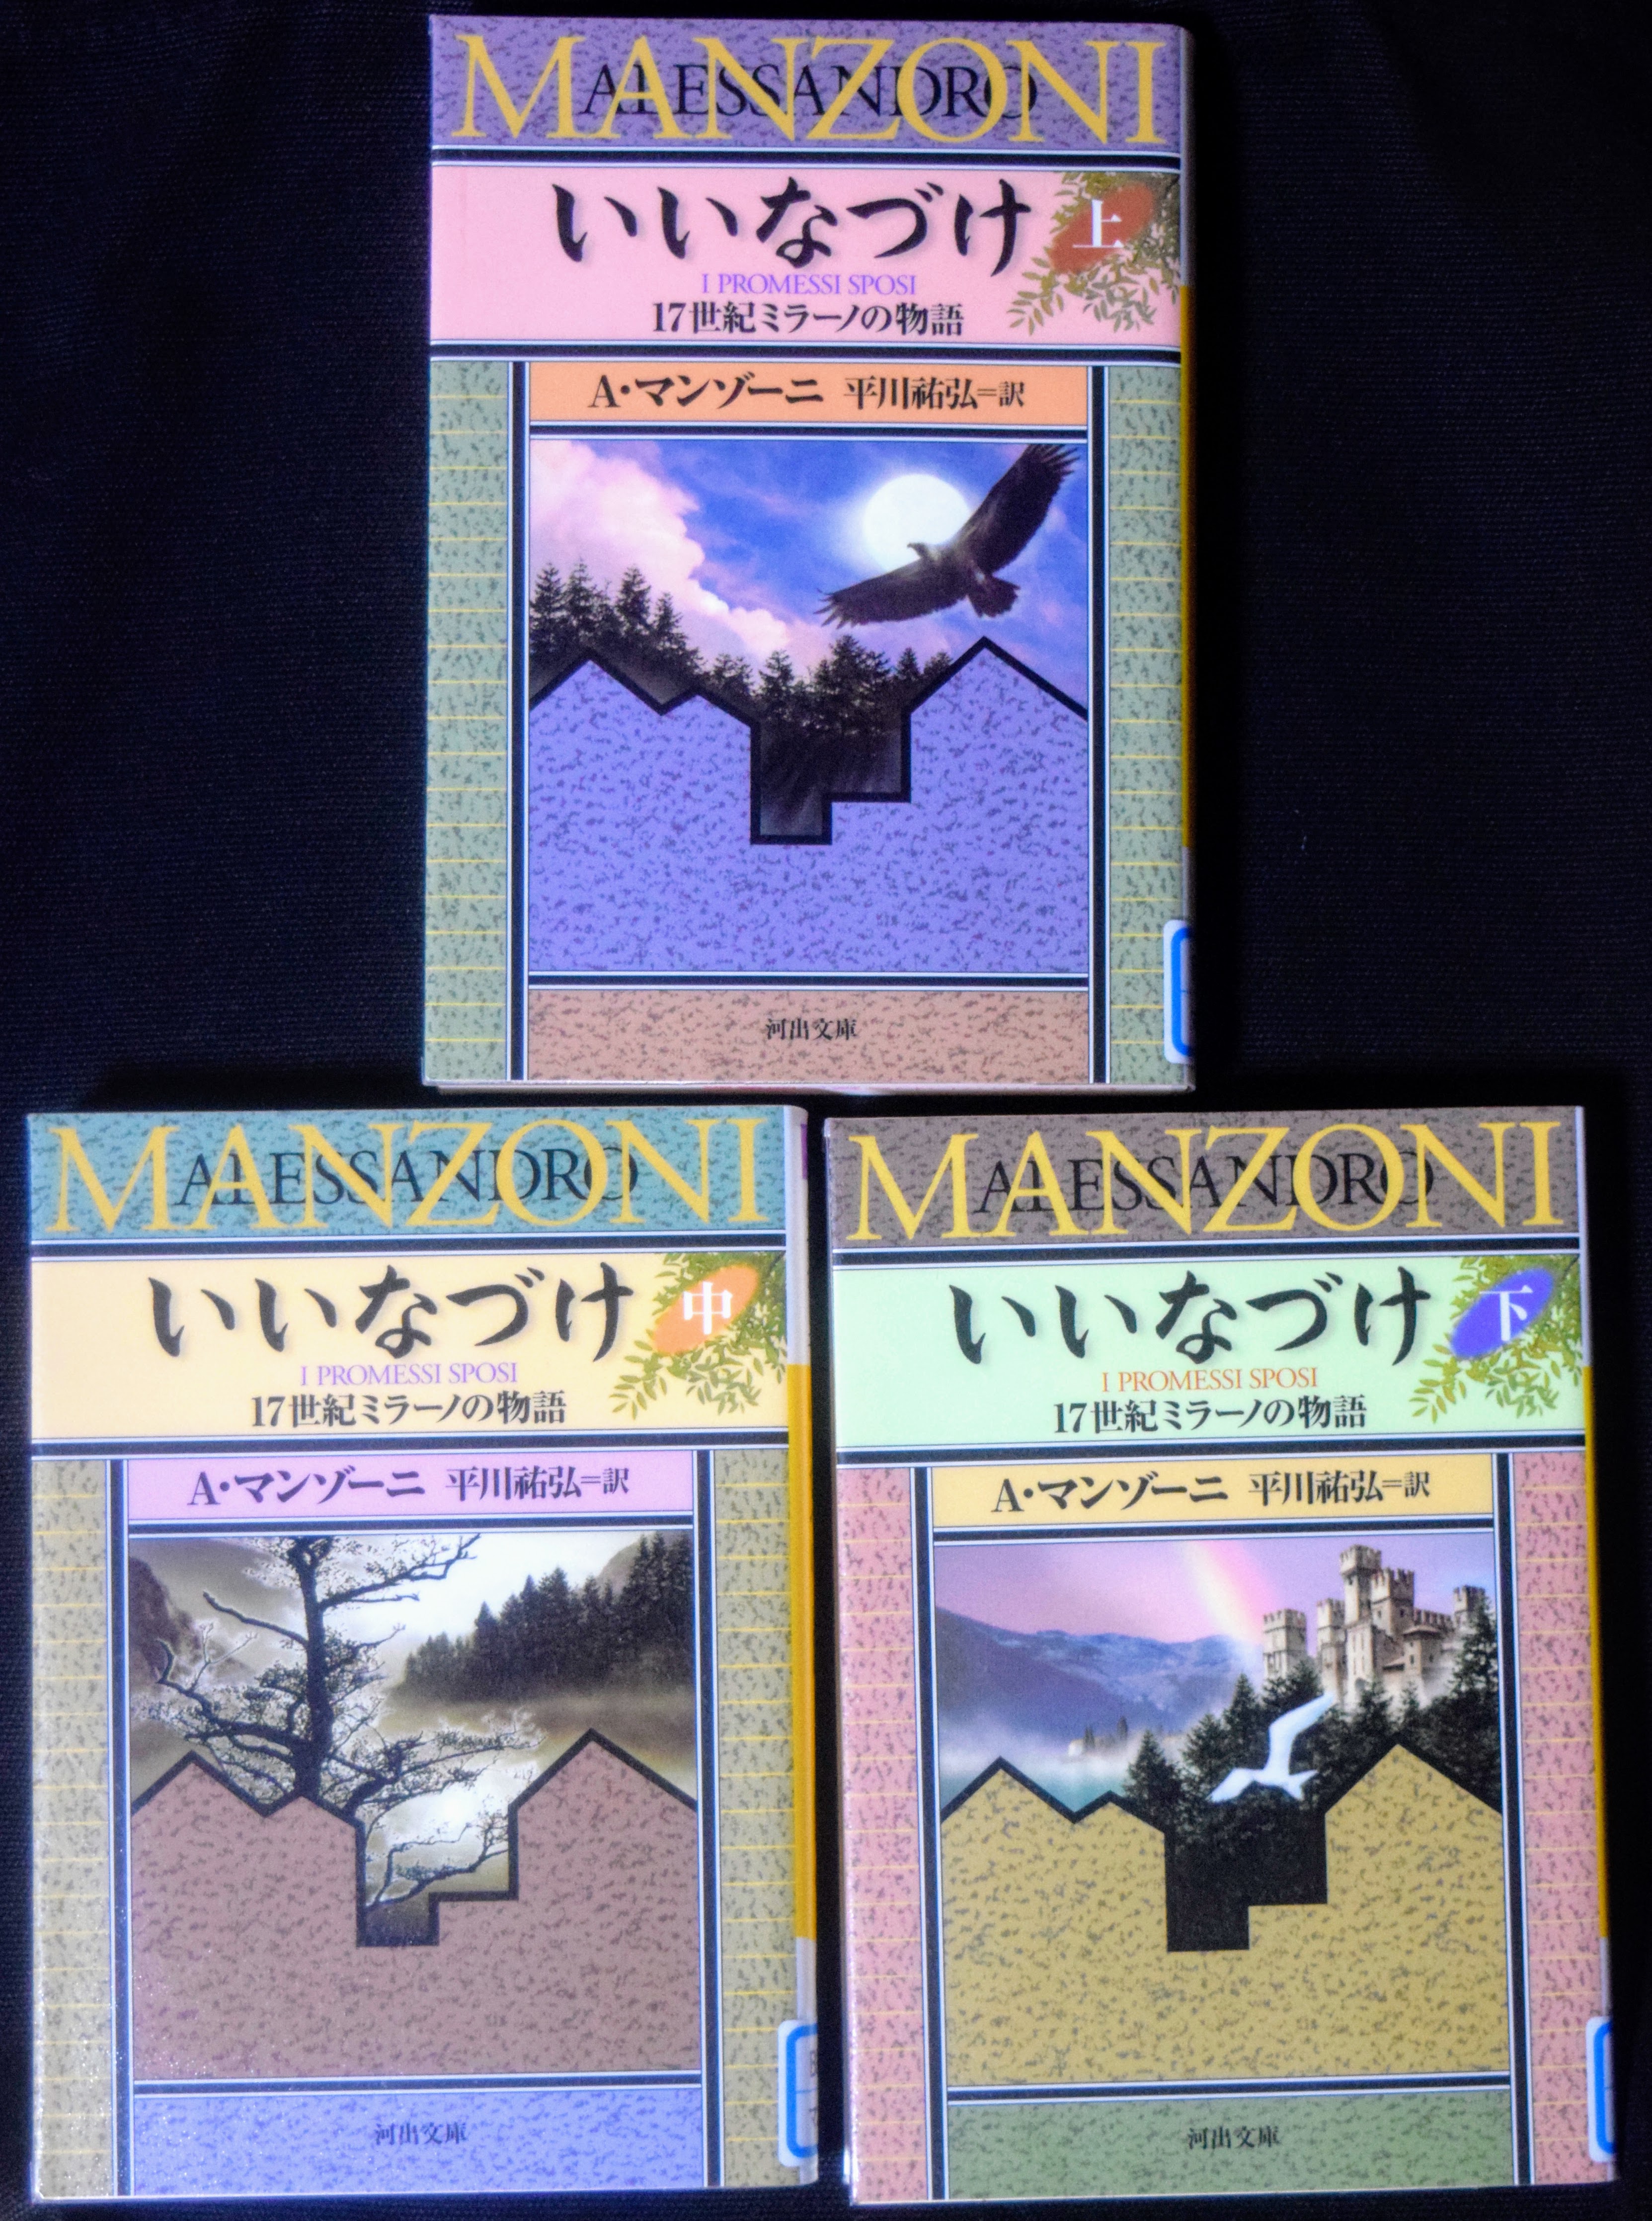 ALESSANDRO
MANZONI
いいなづけ 上
I PROMESSI SPOSI
17世紀ミラーノの物語
A・マンゾーニ 平川祐弘=訳
河出文庫
ALESSANDRO
MANZONI
いいなづけ 中
I PROMESSI SPOSI
17世紀ミラーノの物語
A・マンゾーニ 平川祐弘=訳
河出文庫
ALESSANDRO
MANZONI
いいなづけ 下
I PROMESSI SPOSI
17世紀ミラーノの物語
A・マンゾーニ 平川祐弘=訳
河出文庫